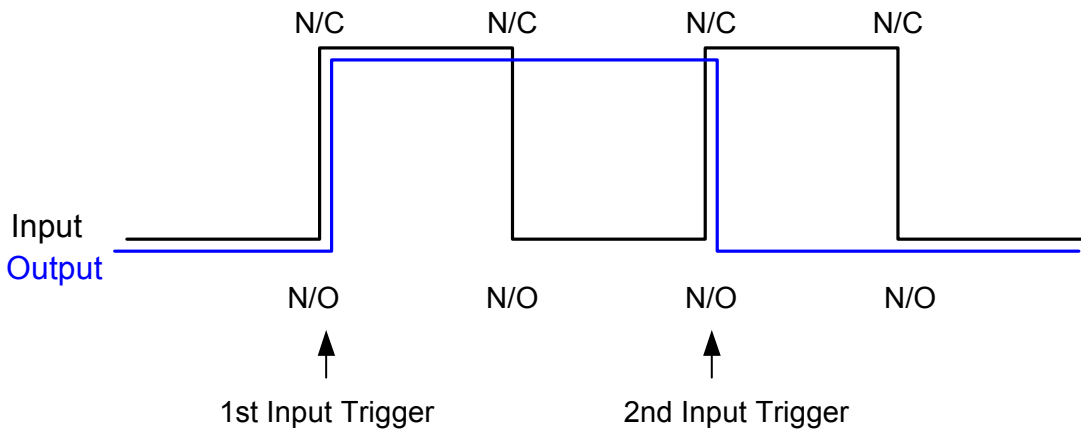 N/C N/C N/C N/C
Input
Output
N/O N/O N/O N/O
1st Input Trigger 2nd Input Trigger